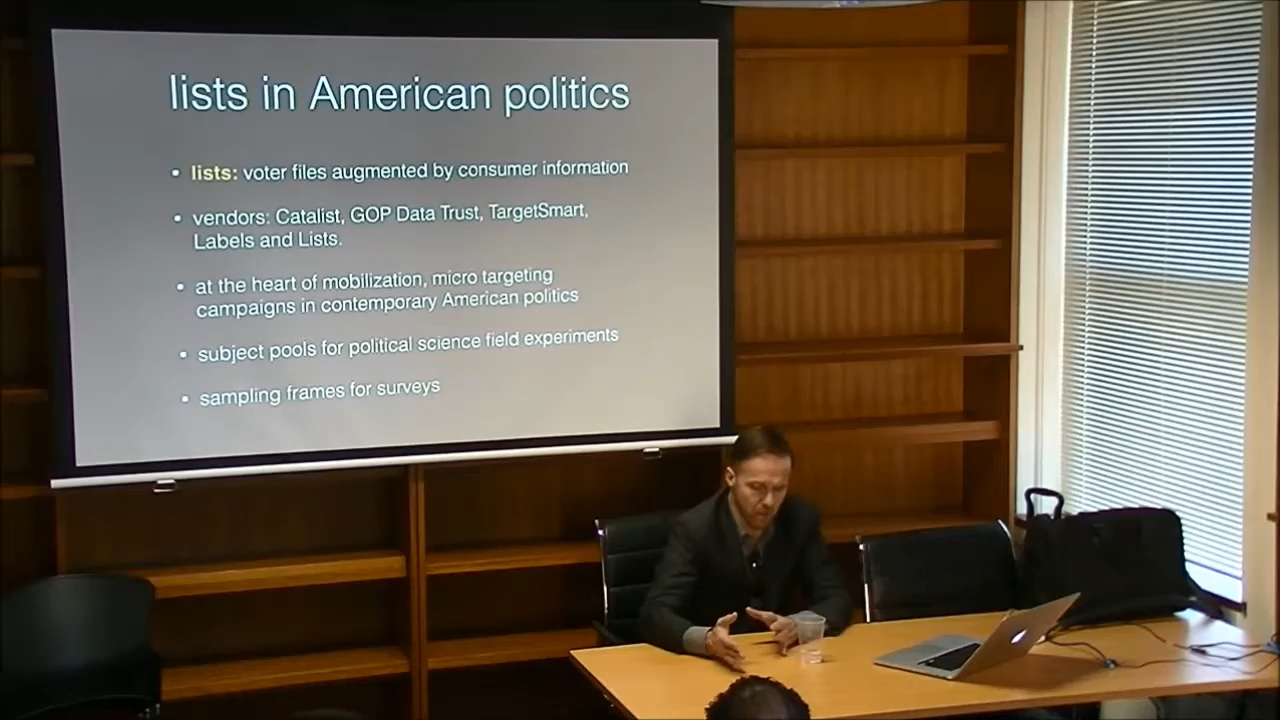 lists in American politics
• lists: voter files augmented by consumer information
• vendors: Catalist, GOP Data Trust, TargetSmart,
Labels and Lists.
• at the heart of mobilization, micro targeting
campaigns in contemporary American politics
• subject pools for political science field experiments
• sampling frames for surveys